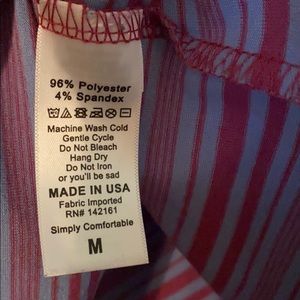 96% Polyester
4% Spandex
Machine Wash Cold
Gentle Cycle
Do Not Bleach
Hang Dry
Do Not Iron
or you'll be sad
MADE IN USA
Fabric Imported
RN# 142161
Simply Comfortable
M